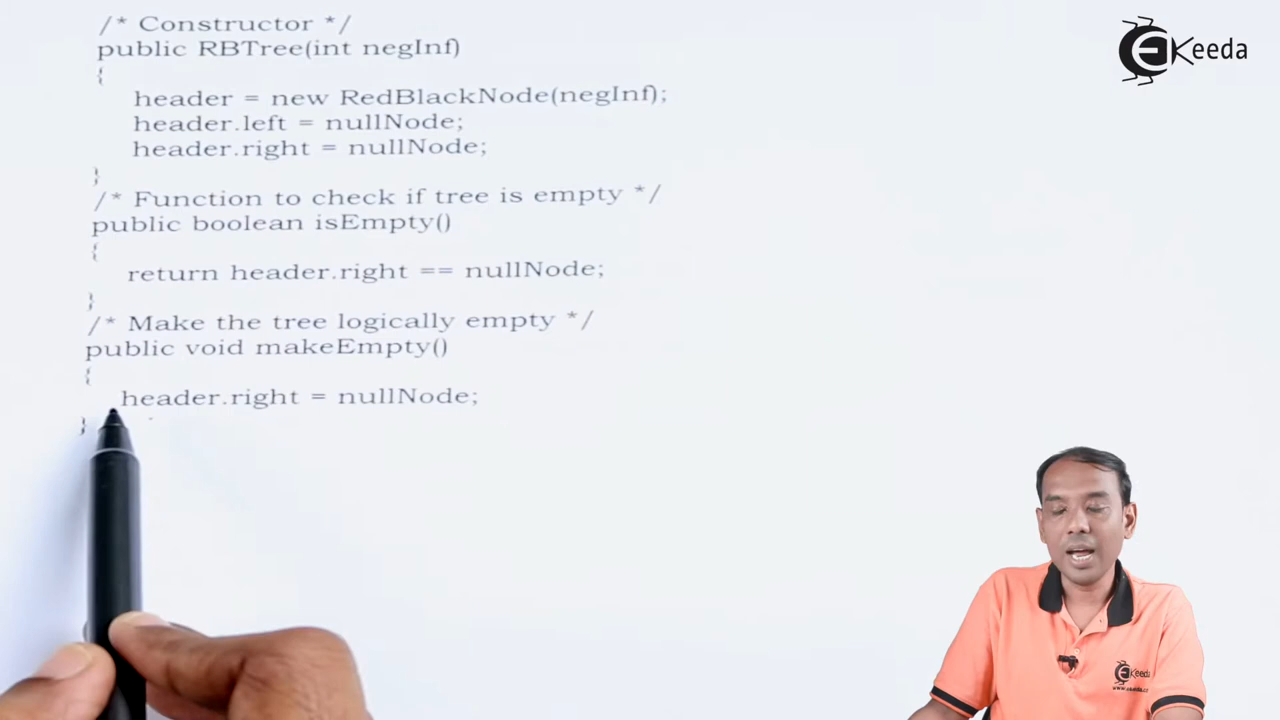 /* Constructor */
public RBTree(int negInf)
{
header = new RedBlackNode(negInf);
header.left = nullNode;
header.right = nullNode;
}
/* Function to check if tree is empty */
public boolean isEmpty()
{
return header.right == nullNode;
}
/* Make the tree logically empty */
public void makeEmpty()
{
header.right = nullNode;
}
EKeeda
EKeeda